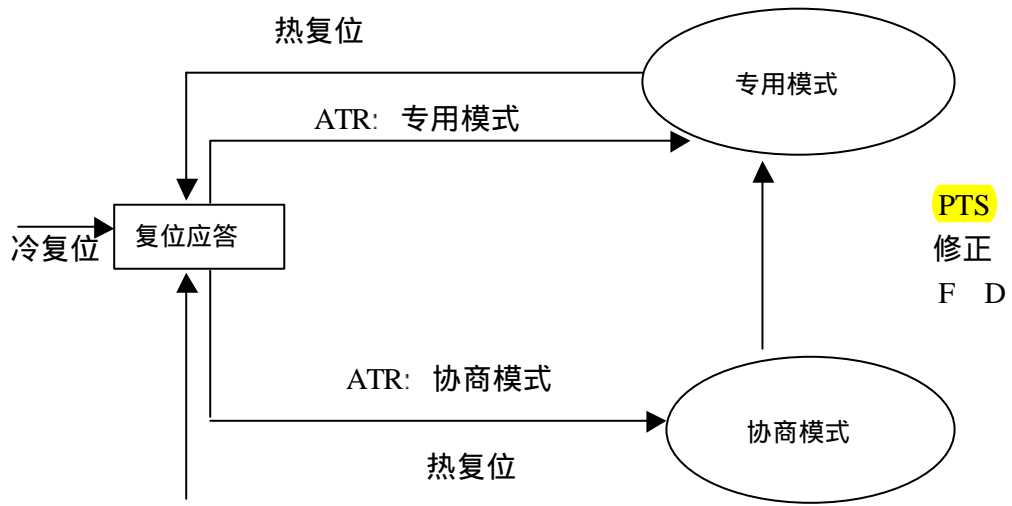 热复位
专用模式
ATR: 专用模式
PTS
冷复位
复位应答
修正
F D
ATR: 协商模式
协商模式
热复位